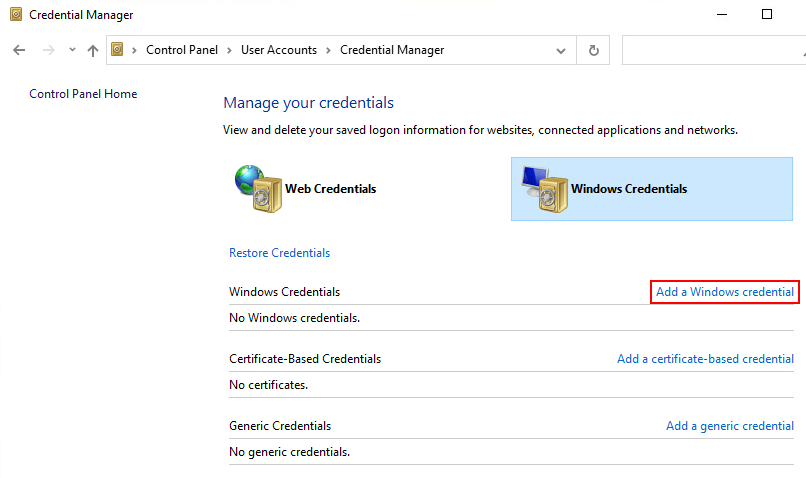 Credential Manager
Control Panel > User Accounts > Credential Manager
Control Panel Home
Manage your credentials
View and delete your saved logon information for websites, connected applications and networks.
Web Credentials
Windows Credentials
Restore Credentials
Windows Credentials Add a Windows credential
No Windows credentials.
Certificate-Based Credentials Add a certificate-based credential
No certificates.
Generic Credentials Add a generic credential
No generic credentials.